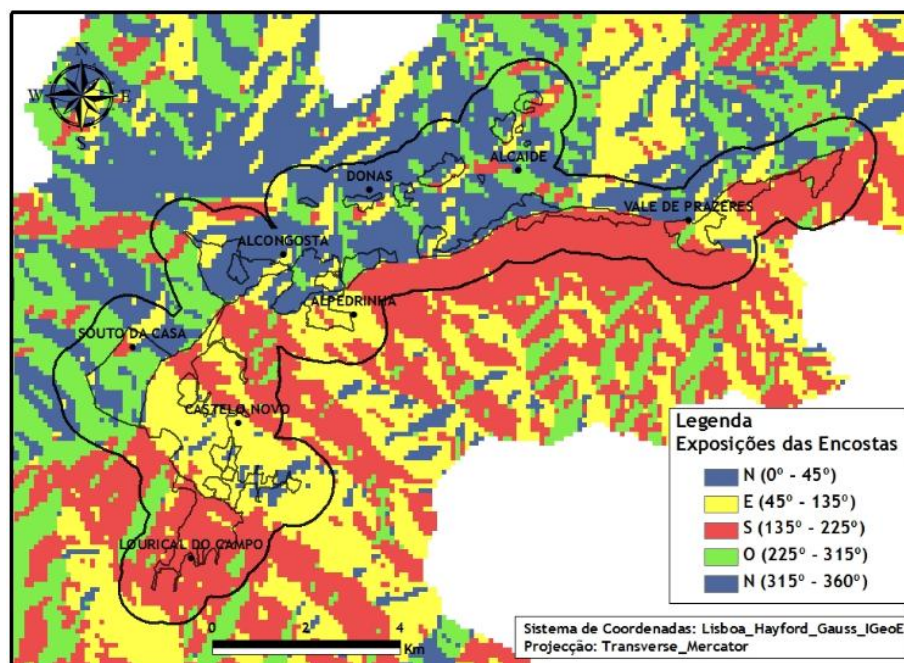 N
W E
S
ALCAIDE
DONAS
VALE DE PRAZERES
ALCONGOSTA
ALPEDRINHA
SOUTO DA CASA
CASTELO NOVO
LOURIÇAL DO CAMPO
Legenda
Exposições das Encostas
N (0º - 45º)
E (45º - 135º)
S (135º - 225º)
O (225º - 315º)
N (315º - 360º)
0 2 4
Km
Sistema de Coordenadas: Lisboa_Hayford_Gauss_IGeoE
Projecção: Transverse_Mercator